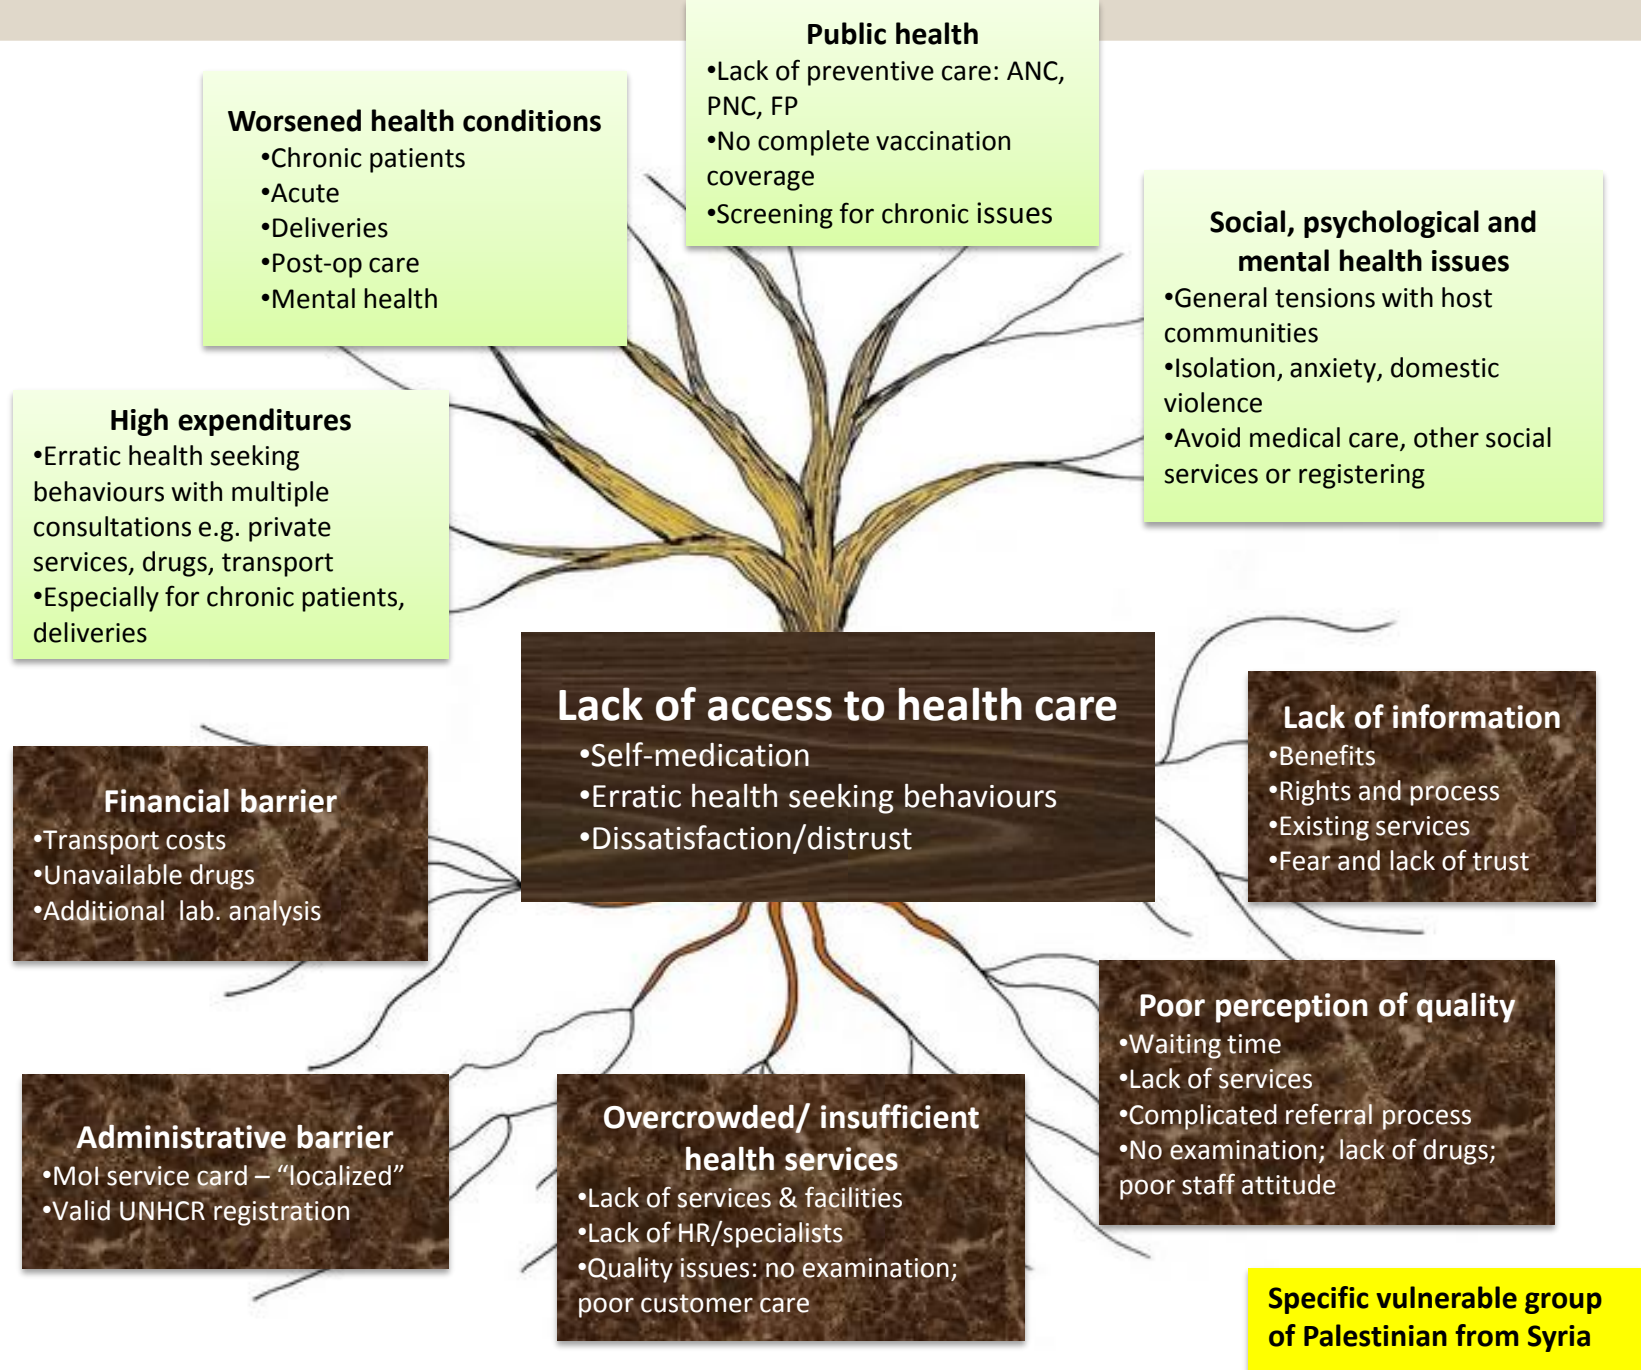 Public health
•Lack of preventive care: ANC,
PNC, FP
•No complete vaccination
coverage
•Screening for chronic issues
Worsened health conditions
•Chronic patients
•Acute
•Deliveries
•Post-op care
•Mental health
Social, psychological and
mental health issues
•General tensions with host
communities
•Isolation, anxiety, domestic
violence
•Avoid medical care, other social
services or registering
High expenditures
•Erratic health seeking
behaviours with multiple
consultations e.g. private
services, drugs, transport
•Especially for chronic patients,
deliveries
Lack of access to health care
•Self-medication
•Erratic health seeking behaviours
•Dissatisfaction/distrust
Lack of information
•Benefits
•Rights and process
•Existing services
•Fear and lack of trust
Financial barrier
•Transport costs
•Unavailable drugs
•Additional lab. analysis
Poor perception of quality
•Waiting time
•Lack of services
•Complicated referral process
•No examination; lack of drugs;
poor staff attitude
Administrative barrier
•MoI service card – “localized”
•Valid UNHCR registration
Overcrowded/ insufficient
health services
•Lack of services & facilities
•Lack of HR/specialists
•Quality issues: no examination;
poor customer care
Specific vulnerable group
of Palestinian from Syria